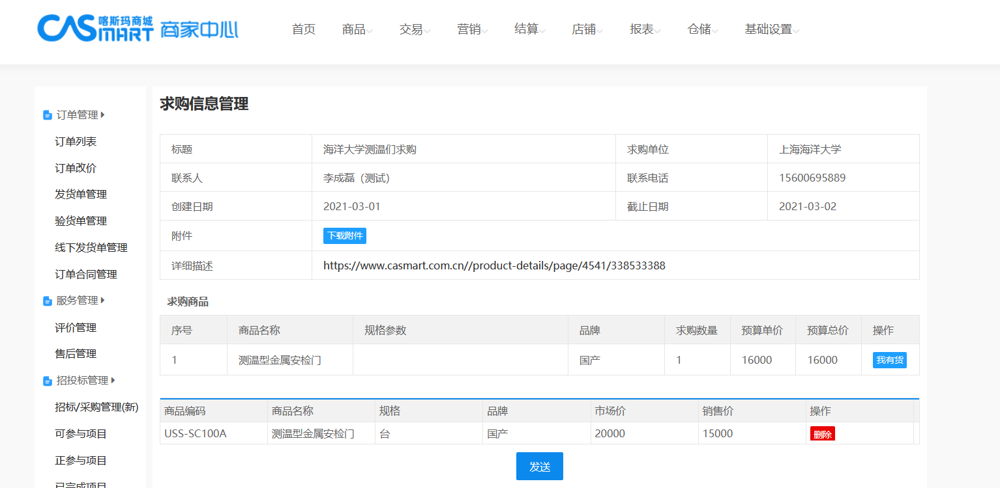 CASMART 喀斯玛商城 商家中心 首页 商品 交易 营销 结算 店铺 报表 仓储 基础设置
订单管理
订单列表
订单改价
发货单管理
验货单管理
线下发货单管理
订单合同管理
服务管理
评价管理
售后管理
招投标管理
招标/采购管理(新)
可参与项目
正参与项目
已完成项目
求购信息管理
标题 海洋大学测温们求购 求购单位 上海海洋大学
联系人 李成磊（测试） 联系电话 15600695889
创建日期 2021-03-01 截止日期 2021-03-02
附件 下载附件
详细描述 https://www.casmart.com.cn//product-details/page/4541/338533388
求购商品
序号 商品名称 规格参数 品牌 求购数量 预算单价 预算总价 操作
1 测温型金属安检门 国产 1 16000 16000 我有货
商品编码 商品名称 规格 品牌 市场价 销售价 操作
USS-SC100A 测温型金属安检门 台 国产 20000 15000 删除
发送